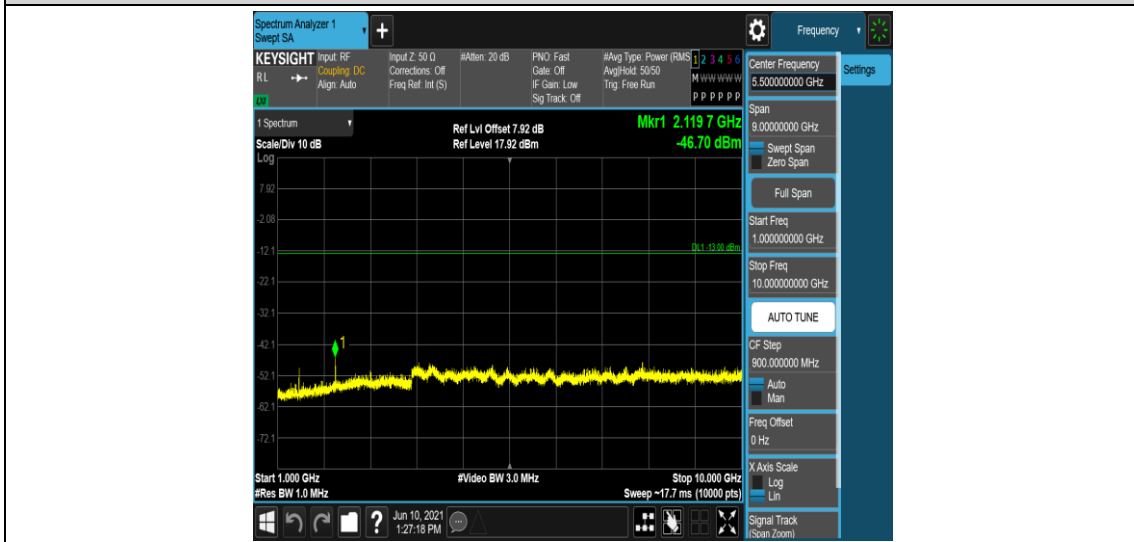 Spectrum Analyzer 1
Swept SA
+
Frequency
KEYSIGHT
RL
LXI
Input: RF
Coupling: DC
Align: Auto
Input Z: 50 Ω
Corrections: Off
Freq Ref: Int (S)
#Atten: 20 dB
PNO: Fast
Gate: Off
IF Gain: Low
Sig Track: Off
#Avg Type: Power (RMS
Avg|Hold: 50/50
Trig: Free Run
1 2 3 4 5 6
M W W W W W
P P P P P P
Center Frequency
5.500000000 GHz
Settings
1 Spectrum
Scale/Div 10 dB
Log
Ref Lvl Offset 7.92 dB
Ref Level 17.92 dBm
Mkr1 2.119 7 GHz
-46.70 dBm
7.92
-2.08
-12.1
-22.1
-32.1
-42.1
-52.1
-62.1
-72.1
DL1 -13.00 dBm
1
Span
9.00000000 GHz
Swept Span
Zero Span
Full Span
Start Freq
1.000000000 GHz
Stop Freq
10.000000000 GHz
AUTO TUNE
CF Step
900.000000 MHz
Auto
Man
Freq Offset
0 Hz
X Axis Scale
Log
Lin
Signal Track
(Span Zoom)
Start 1.000 GHz
#Res BW 1.0 MHz
#Video BW 3.0 MHz
Stop 10.000 GHz
Sweep ~17.7 ms (10000 pts)
?
Jun 10, 2021
1:27:18 PM